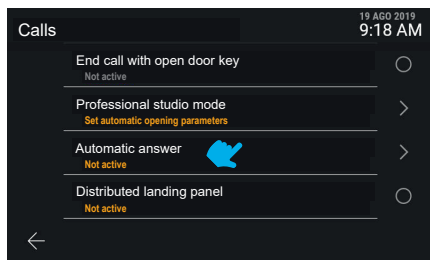 19 AGO 2019
Calls
9:18 AM
End call with open door key
Not active
Professional studio mode
Set automatic opening parameters
Automatic answer
Not active
Distributed landing panel
Not active